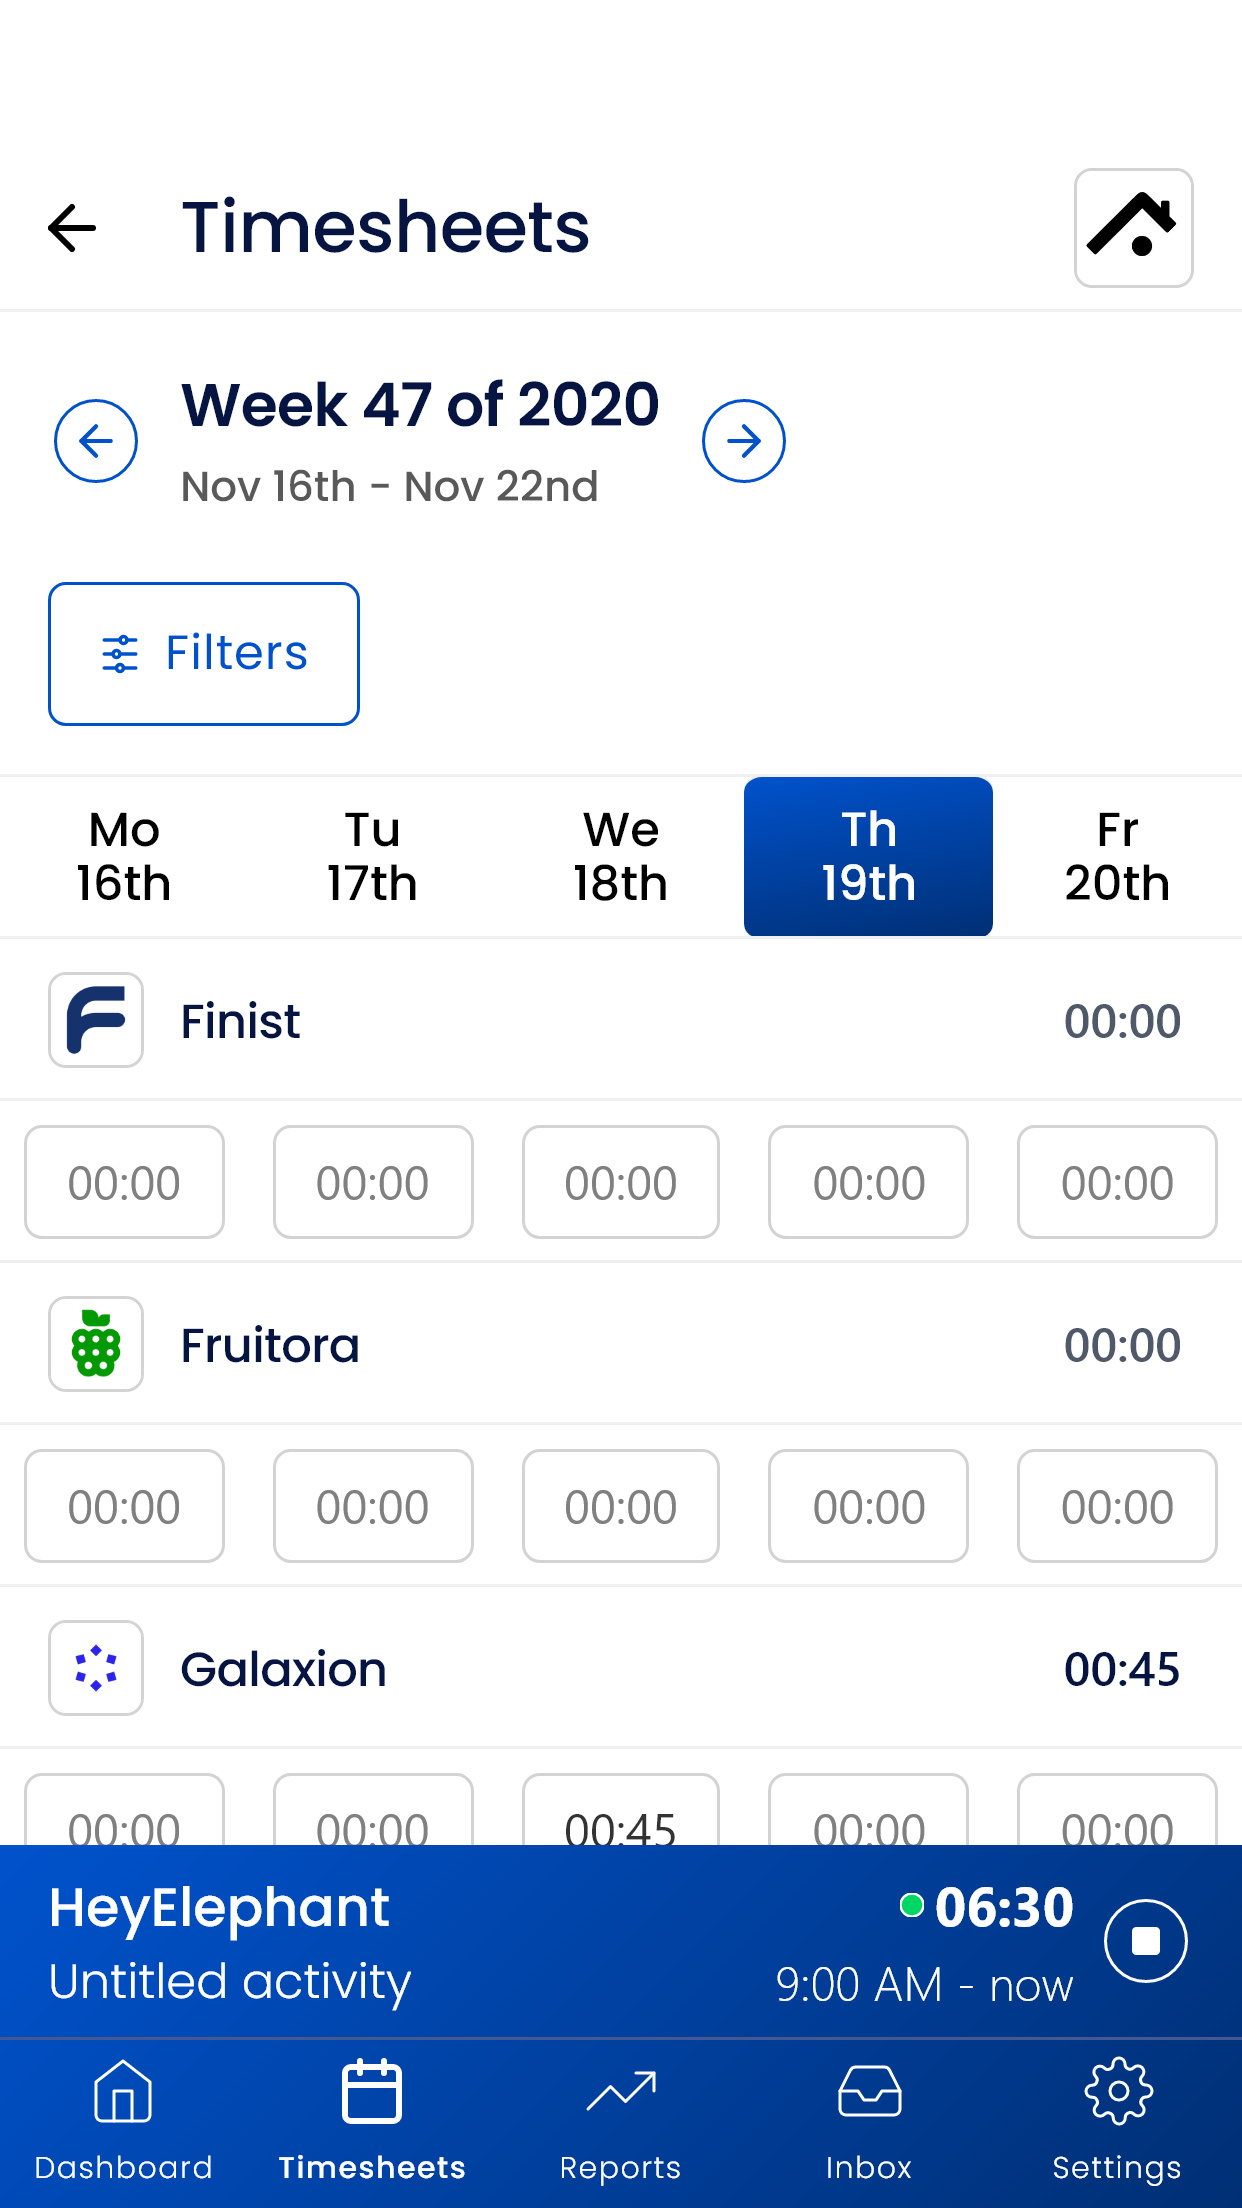 Timesheets
Week 47 of 2020
Nov 16th - Nov 22nd
Filters
Mo Tu We Th Fr
16th 17th 18th 19th 20th
Finist 00:00
00:00 00:00 00:00 00:00 00:00
Fruitora 00:00
00:00 00:00 00:00 00:00 00:00
Galaxion 00:45
00:00 00:00 00:45 00:00 00:00
HeyElephant 06:30
Untitled activity 9:00 AM - now
Dashboard Timesheets Reports Inbox Settings